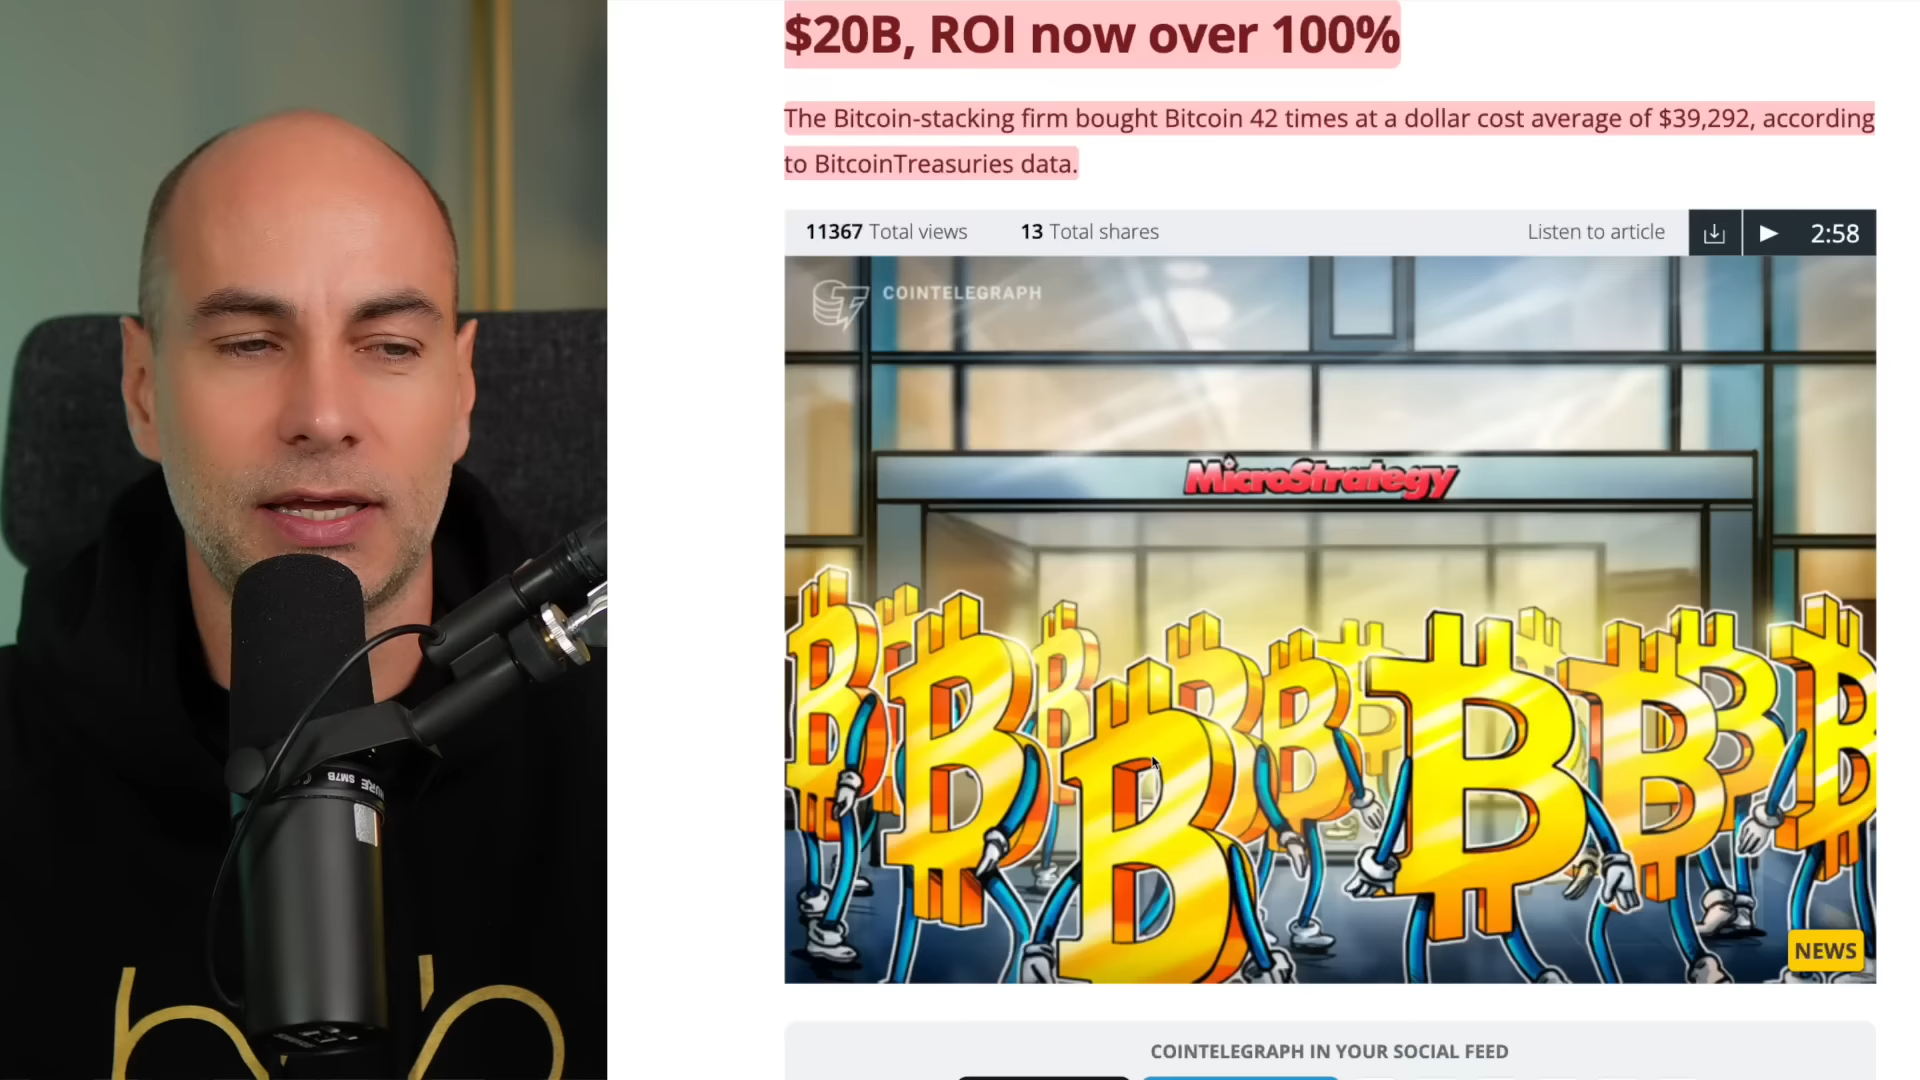 $20B, ROI now over 100%
The Bitcoin-stacking firm bought Bitcoin 42 times at a dollar cost average of $39,292, according
to BitcoinTreasuries data.
11367 Total views 13 Total shares Listen to article 2:58
COINTELEGRAPH
MicroStrategy
SHURE SM7B
NEWS
COINTELEGRAPH IN YOUR SOCIAL FEED